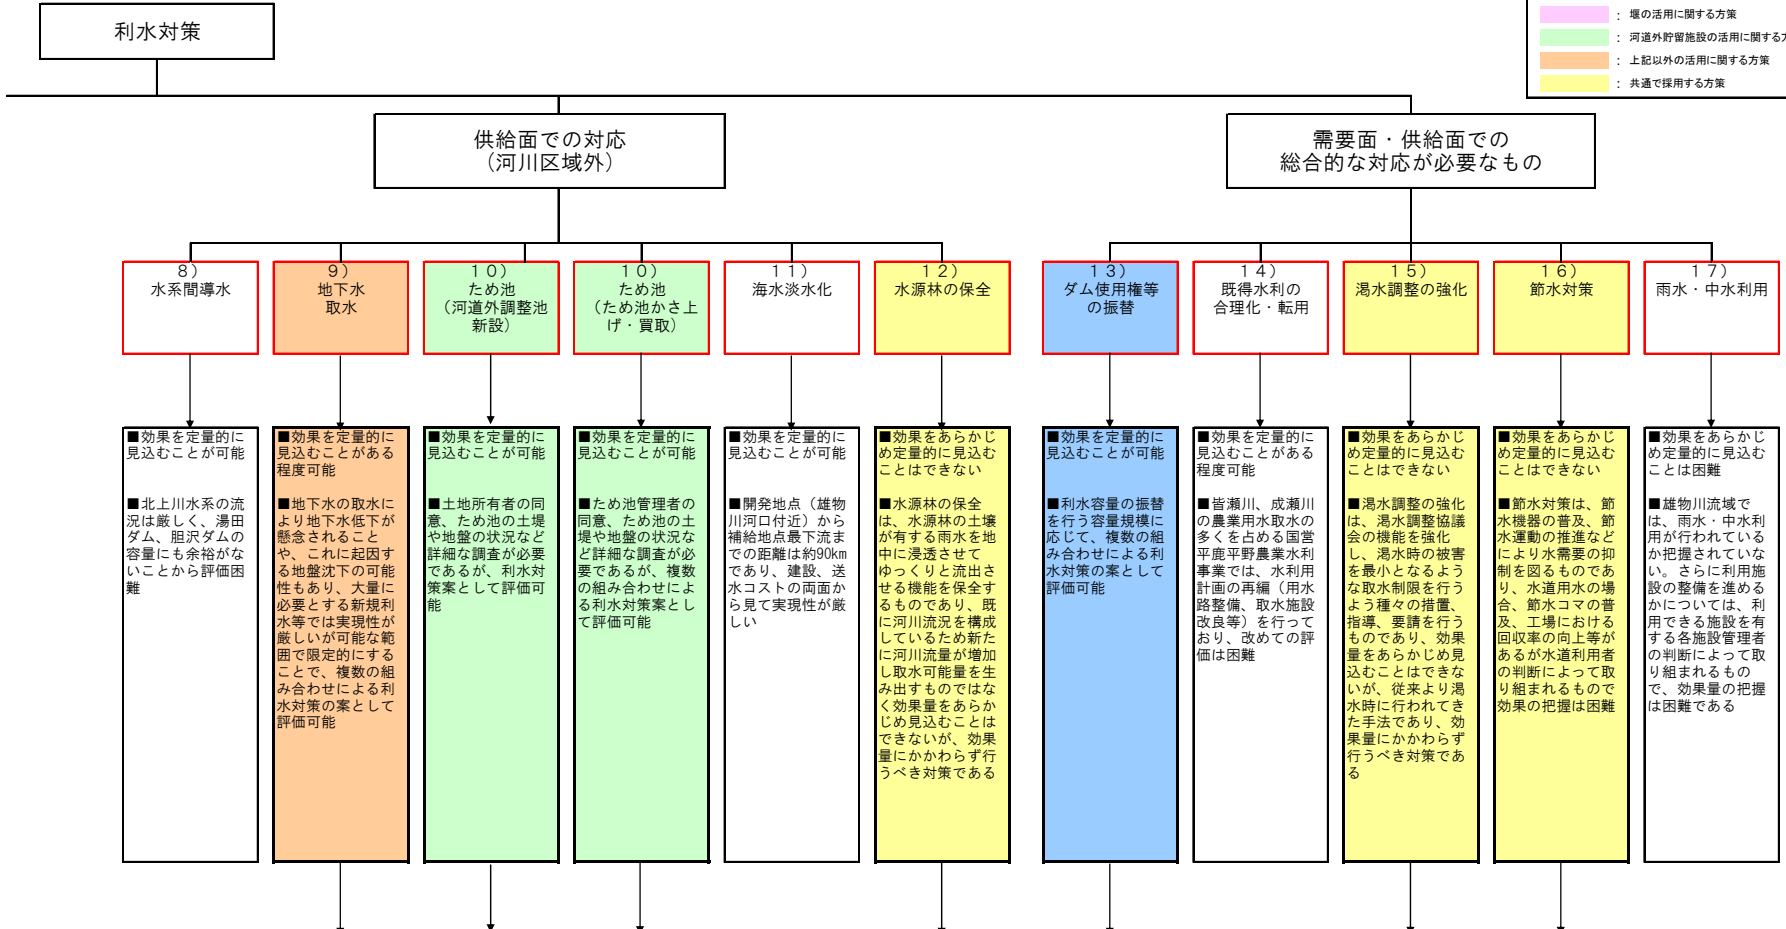 利水対策
：堰の活用に関する方策
：河道外貯留施設の活用に関する
：上記以外の活用に関する方策
：共通で採用する方策
供給面での対応
（河川区域外）
需要面・供給面での
総合的な対応が必要なもの
８）
水系間導水
９）
地下水
取水
１０）
ため池
（河道外調整池
新設）
１０）
ため池
（ため池かさ上
げ・買取）
１１）
海水淡水化
１２）
水源林の保全
１３）
ダム使用権等
の振替
１４）
既得水利の
合理化・転用
１５）
渇水調整の強化
１６）
節水対策
１７）
雨水・中水利用
■効果を定量的に
見込むことが可能
■北上川水系の流
況は厳しく、湯田
ダム、胆沢ダムの
容量にも余裕がな
いことから評価困
難
■効果を定量的に
見込むことがある
程度可能
■地下水の取水に
より地下水低下が
懸念されること
や、これに起因す
る地盤沈下の可能
性もあり、大量に
必要とする新規利
水等では実現性が
厳しいが可能な範
囲で限定的にする
ことで、複数の組
み合わせによる利
水対策の案として
評価可能
■効果を定量的に
見込むことが可能
■土地所有者の同
意、ため池の土堤
や地盤の状況など
詳細な調査が必要
であるが、利水対
策案として評価可
能
■効果を定量的に
見込むことが可能
■ため池管理者の
同意、ため池の土
堤や地盤の状況な
ど詳細な調査が必
要であるが、複数
の組み合わせによ
る利水対策案とし
て評価可能
■効果を定量的に
見込むことが可能
■開発地点（雄物
川河口付近）から
補給地点最下流ま
での距離は約90km
であり、建設、送
水コストの両面か
ら見て実現性が厳
しい
■効果をあらかじ
め定量的に見込む
ことはできない
■水源林の保全
は、水源林の土壌
が有する雨水を地
中に浸透させて
ゆっくりと流出さ
せる機能を保全す
るものであり、既
に河川流況を構成
しているため新た
に河川流量が増加
し取水可能量を生
み出すものではな
く効果量をあらか
じめ見込むことは
できないが、効果
量にかかわらず行
うべき対策である
■効果を定量的に
見込むことが可能
■利水容量の振替
を行う容量規模に
応じて、複数の組
み合わせによる利
水対策の案として
評価可能
■効果を定量的に
見込むことがある
程度可能
■皆瀬川、成瀬川
の農業用水取水の
多くを占める国営
平鹿平野農業水利
事業では、水利用
計画の再編（用水
路整備、取水施設
改良等）を行って
おり、改めての評
価は困難
■効果をあらかじ
め定量的に見込む
ことはできない
■渇水調整の強化
は、渇水調整協議
会の機能を強化
し、渇水時の被害
を最小となるよう
な取水制限を行う
よう種々の措置、
指導、要請を行う
ものであり、効果
量をあらかじめ見
込むことはできな
いが、従来より渇
水時に行われてき
た手法であり、効
果量にかかわらず
行うべき対策であ
る
■効果をあらかじ
め定量的に見込む
ことはできない
■節水対策は、節
水機器の普及、節
水運動の推進など
により水需要の抑
制を図るものであ
り、水道用水の場
合、節水コマの普
及、工場における
回収率の向上等が
あるが水道利用者
の判断によって取
り組まれるもので
効果の把握は困難
■効果をあらかじ
め定量的に見込む
ことは困難
■雄物川流域で
は、雨水・中水利
用が行われている
か把握されていな
い。さらに利用施
設の整備を進める
かについては、利
用できる施設を有
する各施設管理者
の判断によって取
り組まれるもの
で、効果量の把握
は困難である